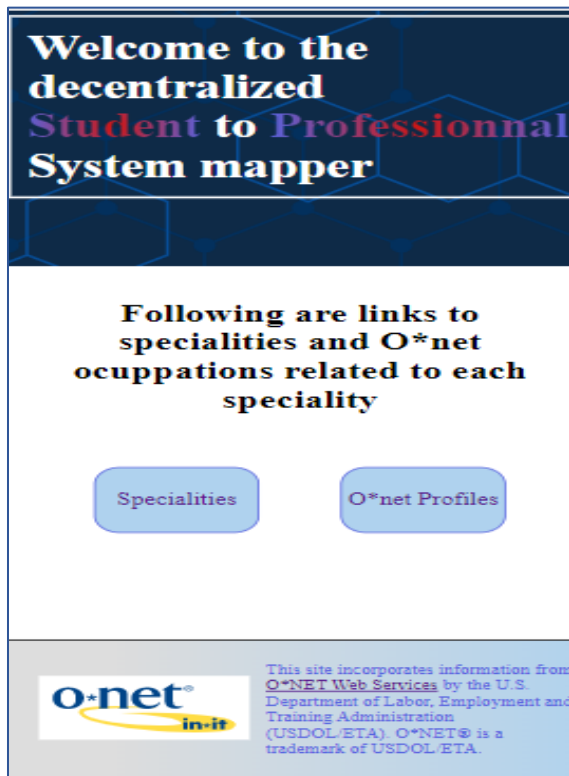 Welcome to the
decentralized
Student to Professionnal
System mapper
Following are links to
specialities and O*net
ocuppations related to each
speciality
Specialities
O*net Profiles
o*net®
in-it
This site incorporates information from
O*NET Web Services by the U.S.
Department of Labor, Employment and
Training Administration
(USDOL/ETA). O*NET® is a
trademark of USDOL/ETA.